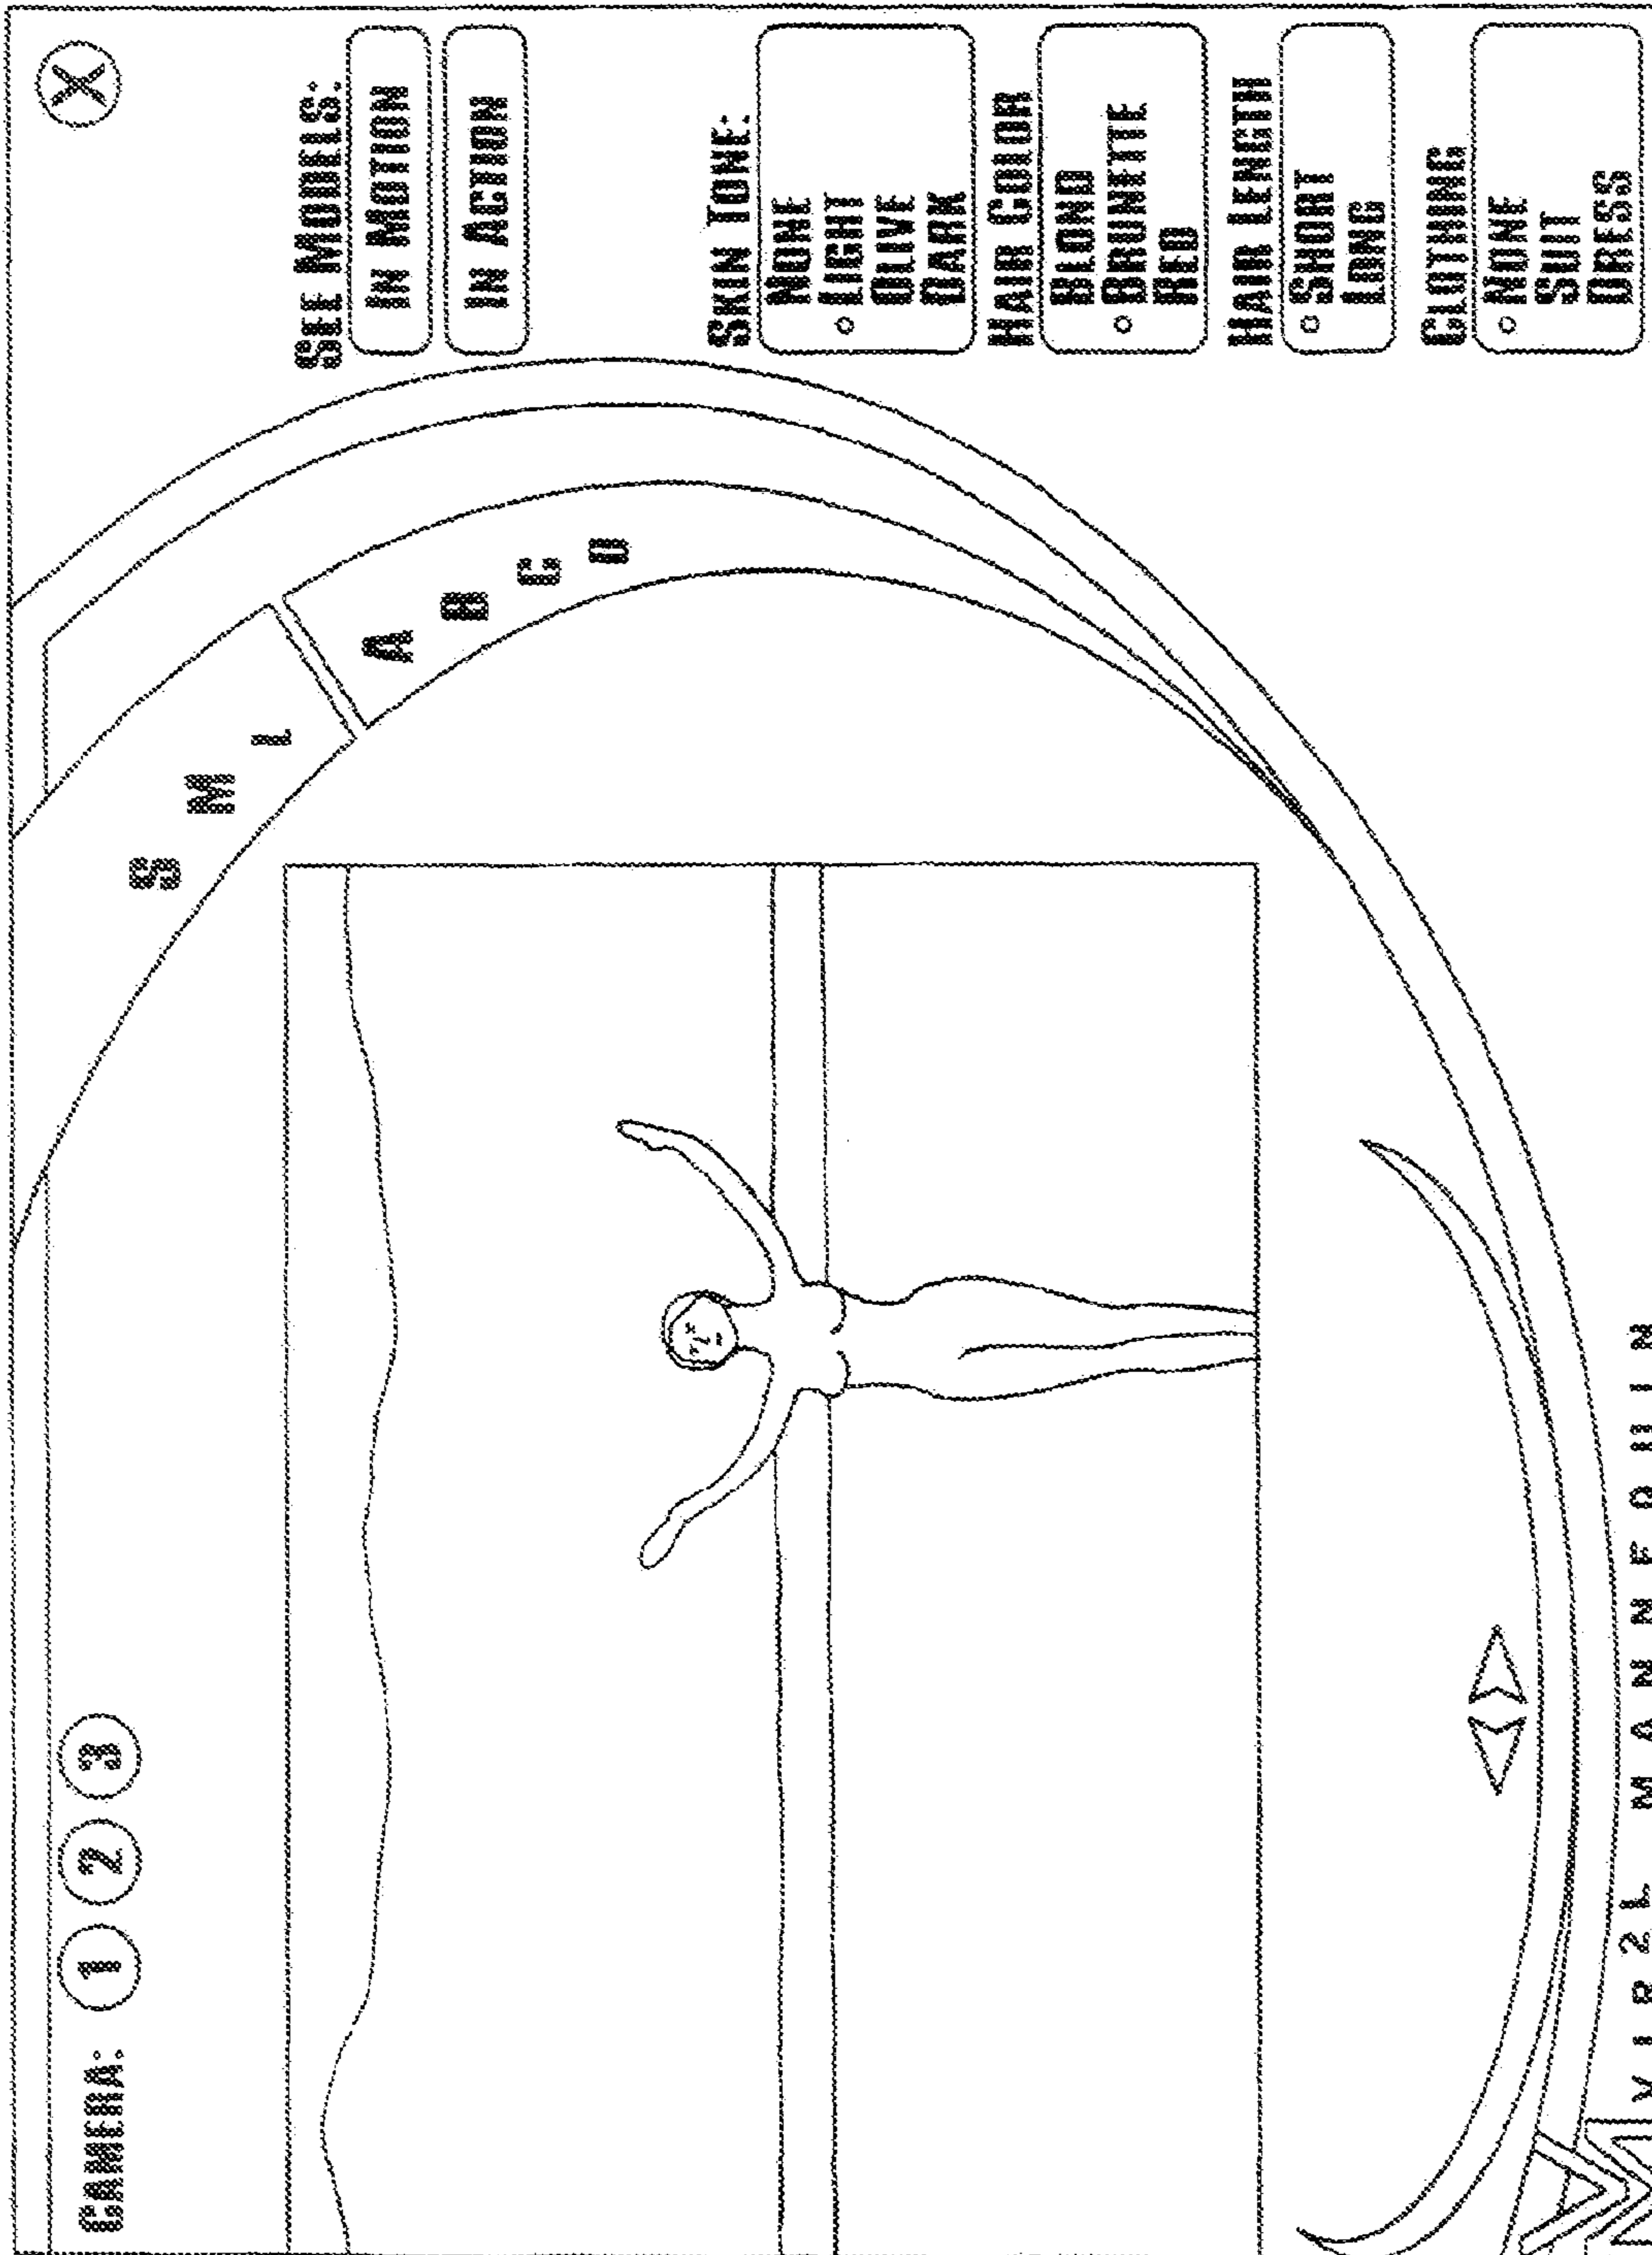 CAMERA: 1 2 3
X
S M L
A B C D
SEE MODELS:
IN MOTION
IN ACTION
SKIN TONE:
NONE
LIGHT
OLIVE
DARK
HAIR COLOR
BLOND
BRUNETTE
RED
HAIR LENGTH
SHORT
LONG
CLOTHING
NONE
SUIT
DRESS
VIR2L MANNEQUIN